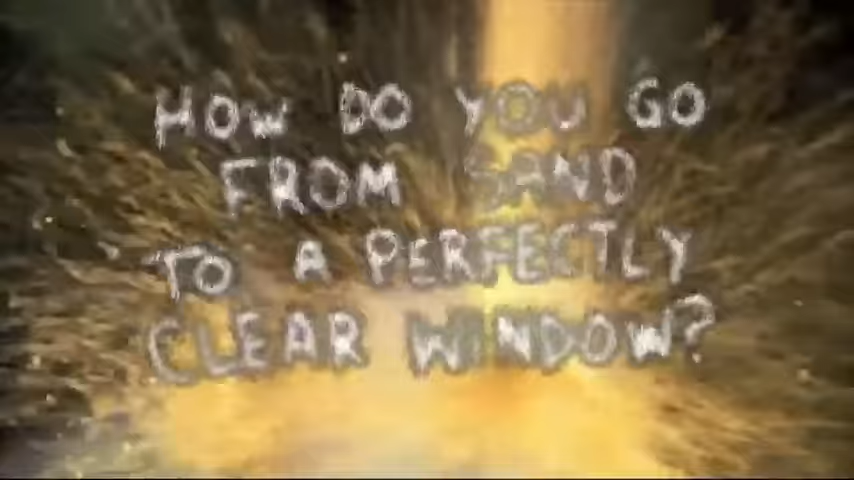 HOW DO YOU GO
FROM SAND
TO A PERFECTLY
CLEAR WINDOW?